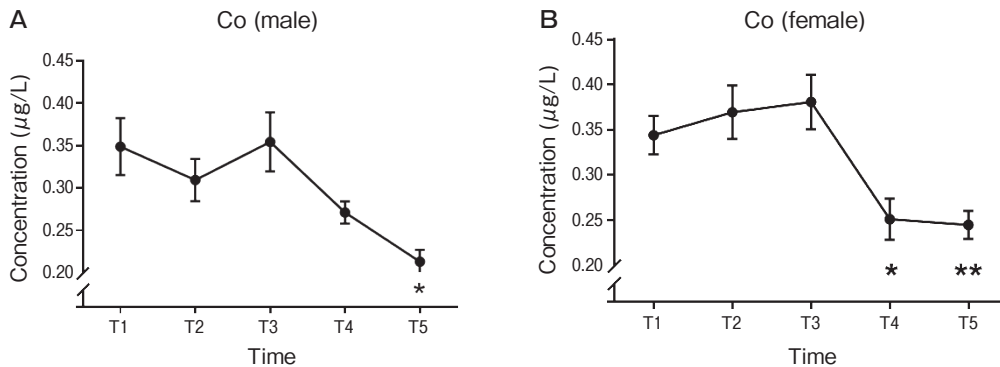 A
Co (male)
Concentration (μg/L)
0.45
0.40
0.35
0.30
0.25
0.20
*
T1 T2 T3 T4 T5
Time
B
Co (female)
Concentration (μg/L)
0.45
0.40
0.35
0.30
0.25
0.20
* **
T1 T2 T3 T4 T5
Time